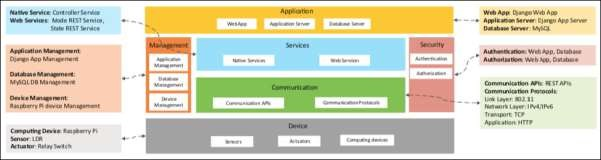 Native Service: Controller Service
Web Services: Mode REST Service,
State REST Service
Application Management:
Django App Management
Database Management:
MySQL DB Management
Device Management:
Raspberry Pi device Management
Computing Device: Raspberry Pi
Sensor: LDR
Actuator: Relay Switch
Application
WebApp
Application Server
Database Server
Management
Application
Management
Database
Management
Device
Management
Services
Native Services
Web Services
Communication
Communication APIs
Communication Protocols
Security
Authentication
Authorization
Device
Sensors
Actuators
Computing devices
Web App: Django Web App
Application Server: Django App Server
Database Server: MySQL
Authentication: Web App, Database
Authorization: Web App, Database
Communication APIs: REST APIs
Communication Protocols:
Link Layer: 802.11
Network Layer: IPv4/IPv6
Transport: TCP
Application: HTTP